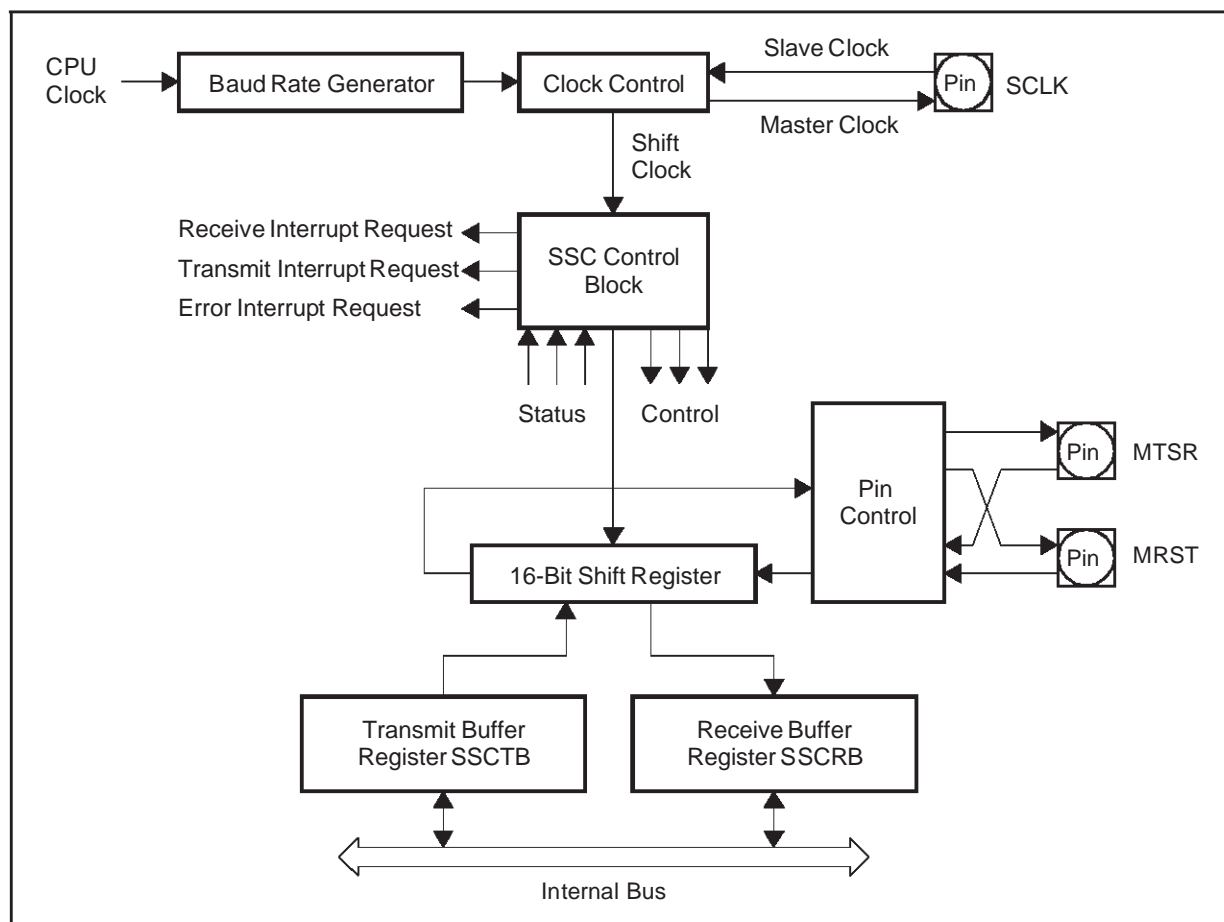 CPU
Clock
Baud Rate Generator
Clock Control
Slave Clock
Master Clock
Pin
SCLK
Shift
Clock
Receive Interrupt Request
Transmit Interrupt Request
Error Interrupt Request
SSC Control
Block
Status
Control
Pin
Control
Pin
MTSR
Pin
MRST
16-Bit Shift Register
Transmit Buffer
Register SSCTB
Receive Buffer
Register SSCRB
Internal Bus